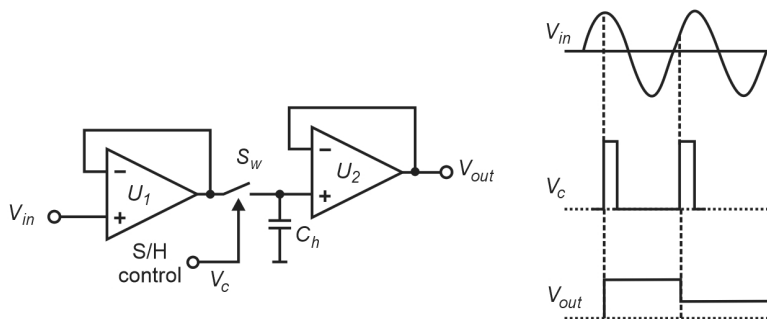 V_in
U_1
S/H
control
S_w
V_c
C_h
U_2
V_out
V_in
V_c
V_out